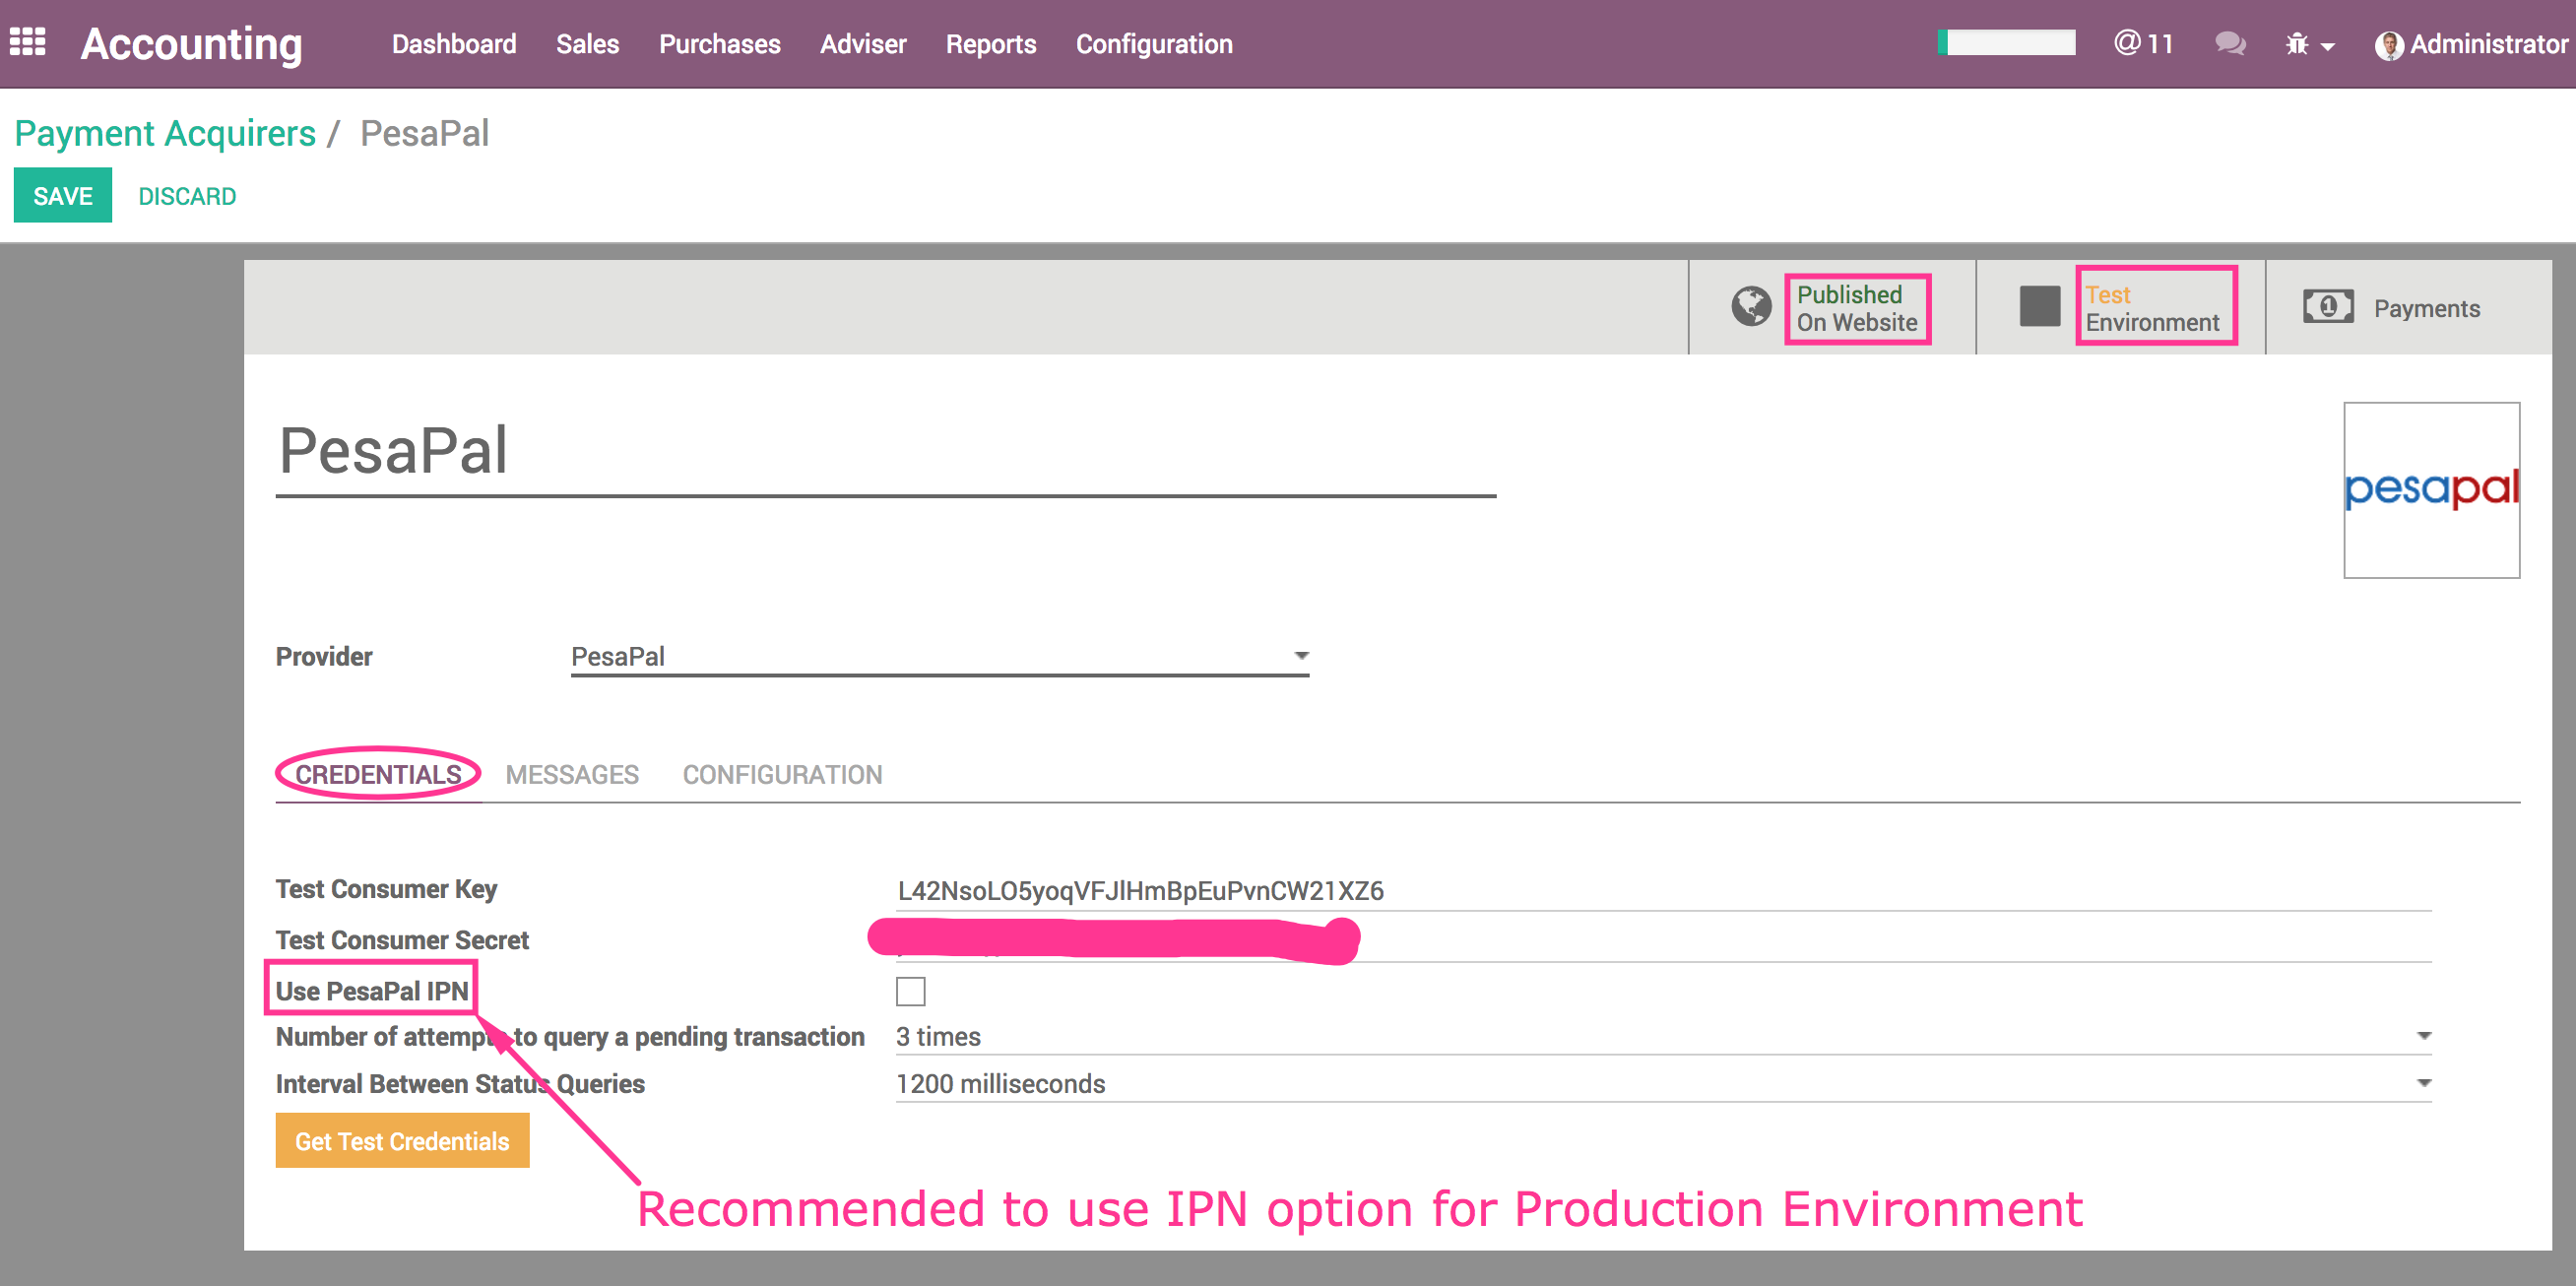 Accounting Dashboard Sales Purchases Adviser Reports Configuration @ 11 Administrator
Payment Acquirers / PesaPal
SAVE DISCARD
Published
On Website
Test
Environment
Payments
PesaPal
pesapal
Provider PesaPal
CREDENTIALS MESSAGES CONFIGURATION
Test Consumer Key L42NsoLO5yoqVFJlHmBpEuPvnCW21XZ6
Test Consumer Secret
Use PesaPal IPN
Number of attempts to query a pending transaction 3 times
Interval Between Status Queries 1200 milliseconds
Get Test Credentials
Recommended to use IPN option for Production Environment